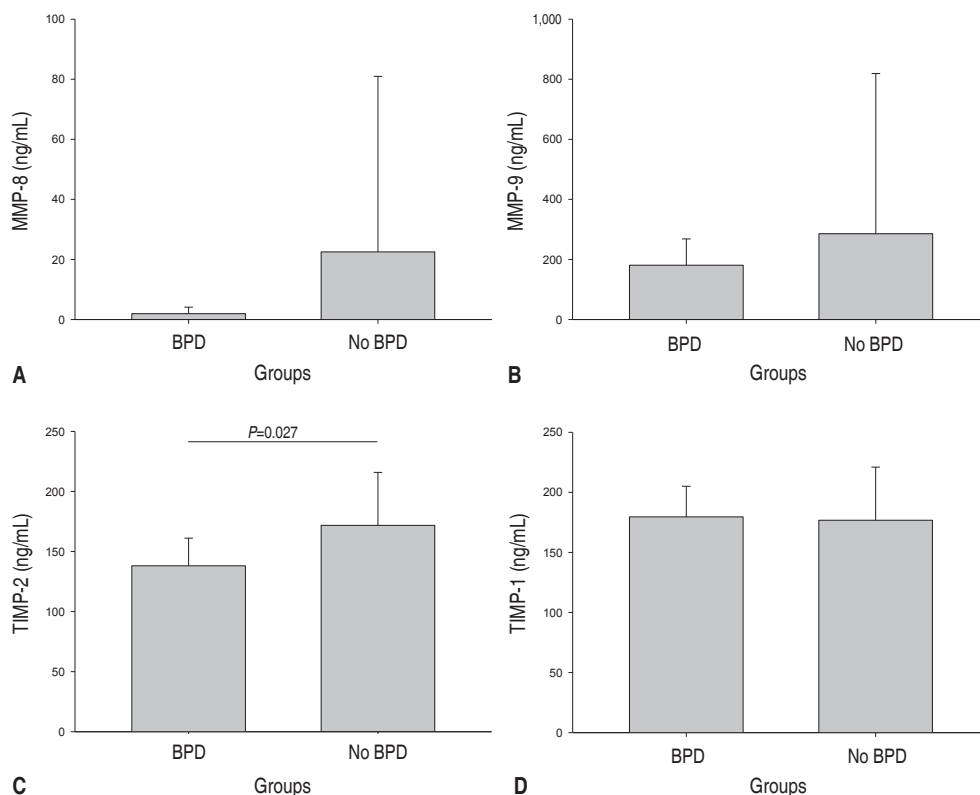 100
80
60
40
20
0
MMP-8 (ng/mL)
BPD
No BPD
Groups
A
1,000
800
600
400
200
0
MMP-9 (ng/mL)
BPD
No BPD
Groups
B
250
200
150
100
50
0
TIMP-2 (ng/mL)
P=0.027
BPD
No BPD
Groups
C
250
200
150
100
50
0
TIMP-1 (ng/mL)
BPD
No BPD
Groups
D